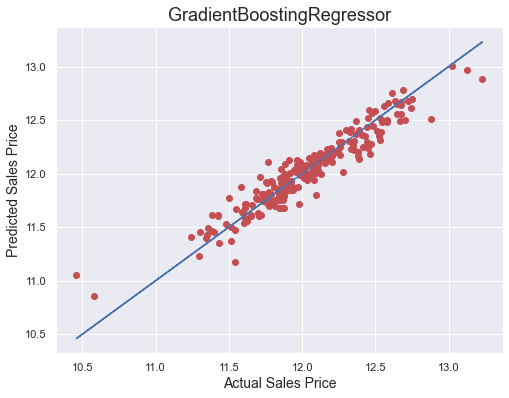 GradientBoostingRegressor
Predicted Sales Price
13.0
12.5
12.0
11.5
11.0
10.5
10.5 11.0 11.5 12.0 12.5 13.0
Actual Sales Price